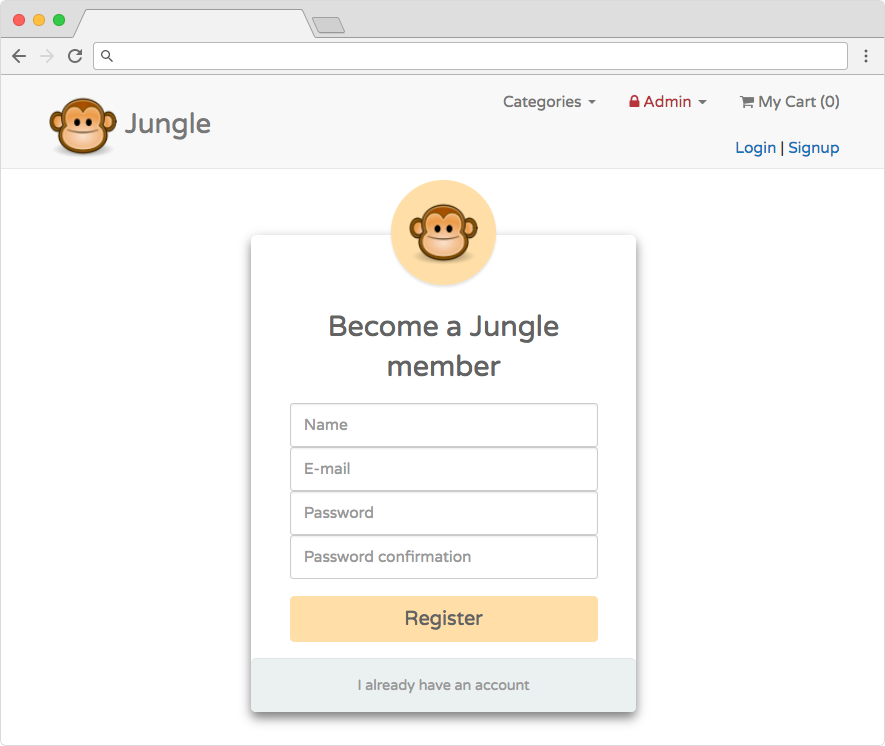 Jungle
Categories
Admin
My Cart (0)
Login | Signup
Become a Jungle
member
Name
E-mail
Password
Password confirmation
Register
I already have an account